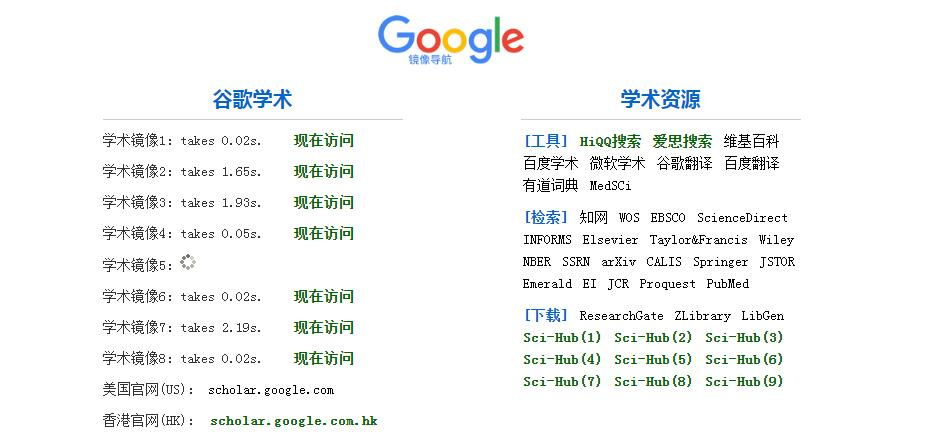 Google
镜像导航
谷歌学术
学术镜像1：takes 0.02s. 现在访问
学术镜像2：takes 1.65s. 现在访问
学术镜像3：takes 1.93s. 现在访问
学术镜像4：takes 0.05s. 现在访问
学术镜像5：
学术镜像6：takes 0.02s. 现在访问
学术镜像7：takes 2.19s. 现在访问
学术镜像8：takes 0.02s. 现在访问
美国官网(US)： scholar.google.com
香港官网(HK)： scholar.google.com.hk
学术资源
[工具] HiQQ搜索 爱思搜索 维基百科
百度学术 微软学术 谷歌翻译 百度翻译
有道词典 MedSCi
[检索] 知网 WOS EBSCO ScienceDirect
INFORMS Elsevier Taylor&Francis Wiley
NBER SSRN arXiv CALIS Springer JSTOR
Emerald EI JCR Proquest PubMed
[下载] ResearchGate ZLibrary LibGen
Sci-Hub(1) Sci-Hub(2) Sci-Hub(3)
Sci-Hub(4) Sci-Hub(5) Sci-Hub(6)
Sci-Hub(7) Sci-Hub(8) Sci-Hub(9)